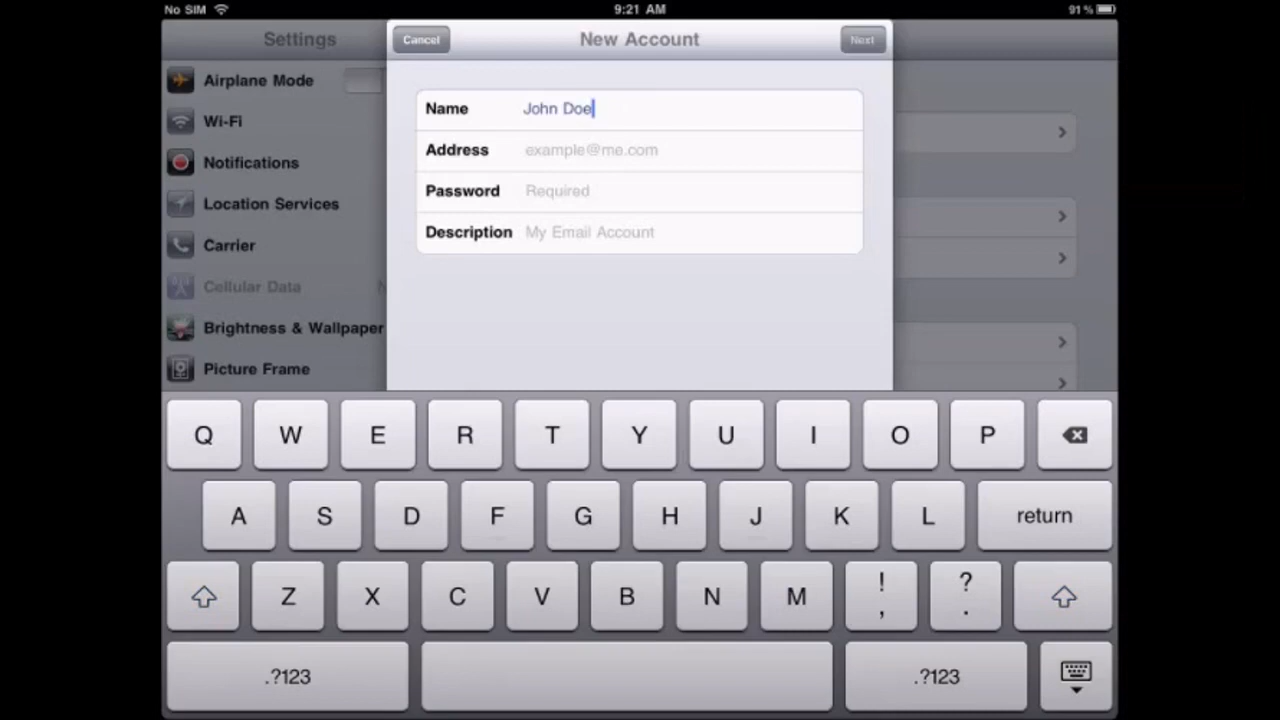 No SIM 9:21 AM 91 %
Settings
Cancel New Account Next
Airplane Mode
Wi-Fi
Notifications
Location Services
Carrier
Cellular Data N
Brightness & Wallpaper
Picture Frame
Name John Doe
Address example@me.com
Password Required
Description My Email Account
Q W E R T Y U I O P
A S D F G H J K L return
Z X C V B N M ! , ? .
.?123 .?123